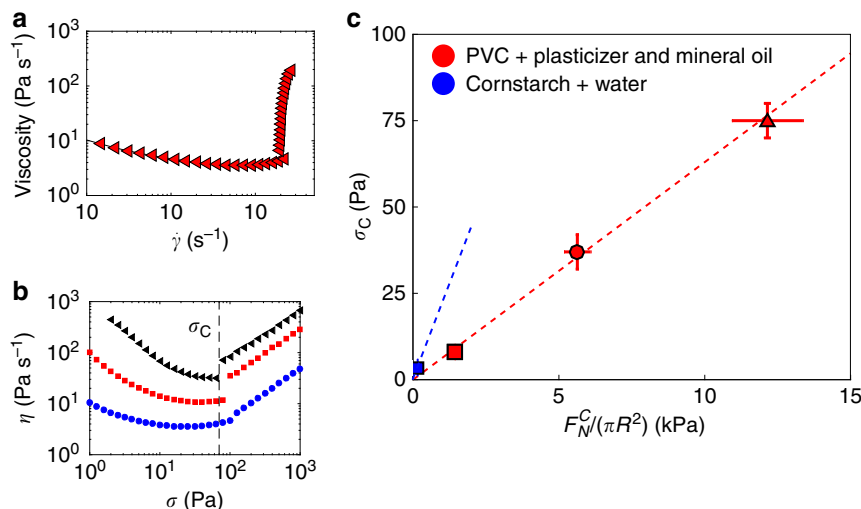 a
Viscosity (Pa s⁻¹)
10³
10²
10¹
10⁰
10 10 10
γ̇ (s⁻¹)
b
η (Pa s⁻¹)
10³
10²
10¹
10⁰
σC
10⁰ 10¹ 10² 10³
σ (Pa)
c
PVC + plasticizer and mineral oil
Cornstarch + water
σC (Pa)
100
75
50
25
0
0 5 10 15
F_N^C/(πR²) (kPa)